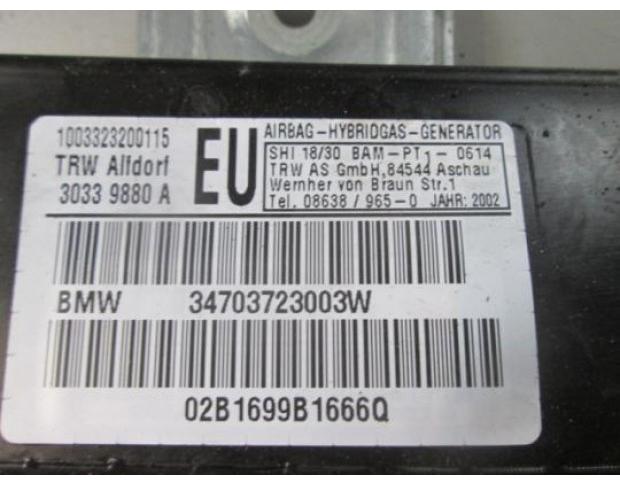 1003323200115
TRW Alfdorf
3033 9880 A
EU
AIRBAG-HYBRIDGAS-GENERATOR
SHI 18/30 BAM-PT1- 0614
TRW AS GmbH,84544 Aschau
Wernher von Braun Str.1
Tel. 08638 / 965-0 JAHR: 2002
BMW 34703723003W
02B1699B1666Q